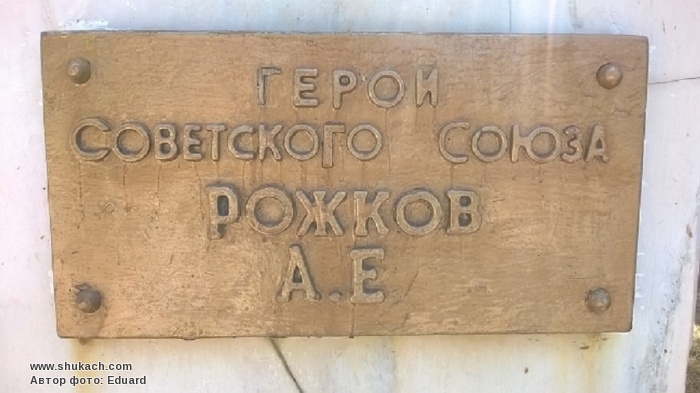 ГЕРОЙ
СОВЕТСКОГО СОЮЗА
РОЖКОВ
А.Е.
www.shukach.com
Автор фото: Eduard